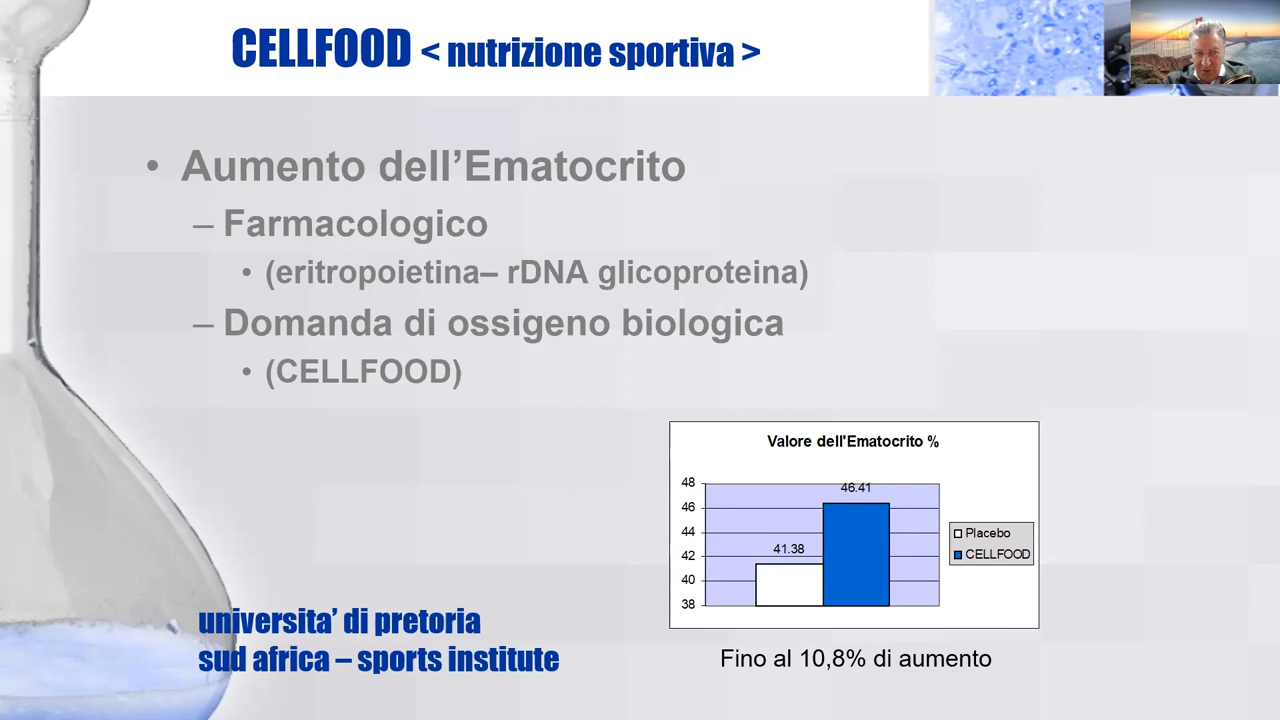 CELLFOOD < nutrizione sportiva >
• Aumento dell’Ematocrito
– Farmacologico
• (eritropoietina– rDNA glicoproteina)
– Domanda di ossigeno biologica
• (CELLFOOD)
Valore dell'Ematocrito %
48
46
44
42
40
38
46.41
41.38
Placebo
CELLFOOD
universita’ di pretoria
sud africa – sports institute
Fino al 10,8% di aumento